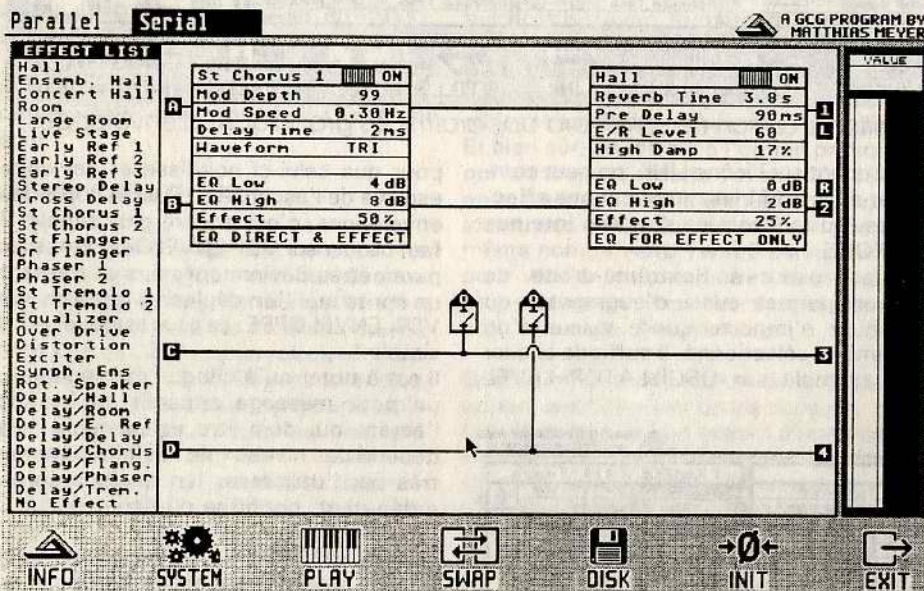 Parallel Serial
A GCG PROGRAM BY
MATTHIAS MEYER
EFFECT LIST
Hall
Ensemb. Hall
Concert Hall
Room
Large Room
Live Stage
Early Ref 1
Early Ref 2
Early Ref 3
Stereo Delay
Cross Delay
St Chorus 1
St Chorus 2
St Flanger
Cr Flanger
Phaser 1
Phaser 2
St Tremolo 1
St Tremolo 2
Equalizer
Over Drive
Distortion
Exciter
Synph. Ens
Rot. Speaker
Delay/Hall
Delay/Room
Delay/E. Ref
Delay/Delay
Delay/Chorus
Delay/Flang.
Delay/Phaser
Delay/Trem.
No Effect
A
B
C
D
St Chorus 1 ON
Mod Depth 99
Mod Speed 0.30Hz
Delay Time 2ms
Waveform TRI
EQ Low 4dB
EQ High 8dB
Effect 50%
EQ DIRECT & EFFECT
Hall ON
Reverb Time 3.8s
Pre Delay 90ms
E/R Level 60
High Damp 17%
EQ Low 0dB
EQ High 2dB
Effect 25%
EQ FOR EFFECT ONLY
1
L
R
2
3
4
VALUE
INFO SYSTEM PLAY SWAP DISK INIT EXIT